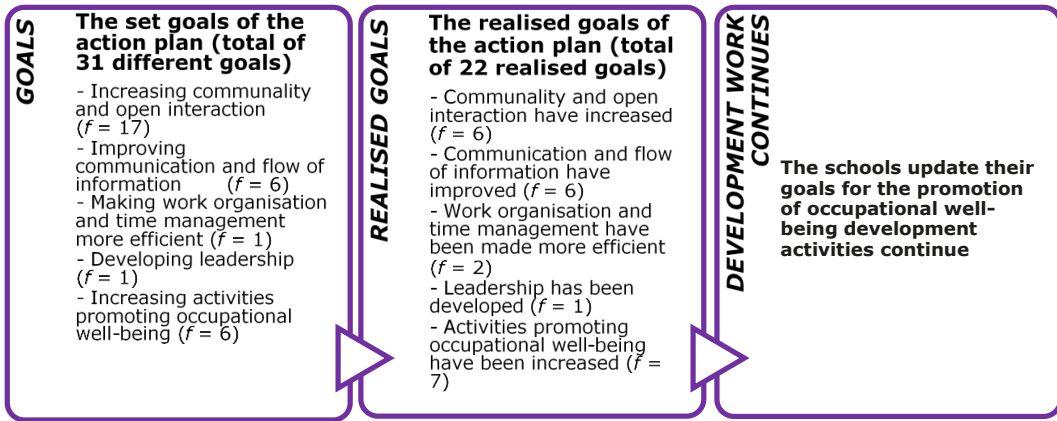 GOALS
The set goals of the
action plan (total of
31 different goals)
- Increasing communality
and open interaction
(f = 17)
- Improving
communication and flow of
information (f = 6)
- Making work organisation
and time management
more efficient (f = 1)
- Developing leadership
(f = 1)
- Increasing activities
promoting occupational
well-being (f = 6)
REALISED GOALS
The realised goals of
the action plan (total
of 22 realised goals)
- Communality and open
interaction have increased
(f = 6)
- Communication and flow
of information have
improved (f = 6)
- Work organisation and
time management have
been made more efficient
(f = 2)
- Leadership has been
developed (f = 1)
- Activities promoting
occupational well-being
have been increased (f =
7)
DEVELOPMENT WORK
CONTINUES
The schools update their
goals for the promotion
of occupational well-
being development
activities continue